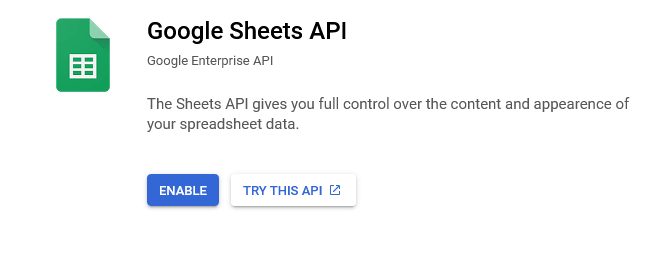 Google Sheets API
Google Enterprise API
The Sheets API gives you full control over the content and appearence of
your spreadsheet data.
ENABLE
TRY THIS API